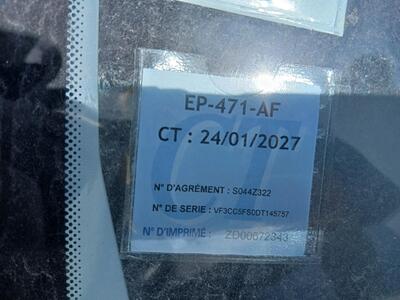 EP-471-AF
CT : 24/01/2027
N° D'AGRÉMENT : S044Z322
N° DE SERIE : VF3CC5FS0DT145757
N° D'IMPRIMÉ : ZD00672343